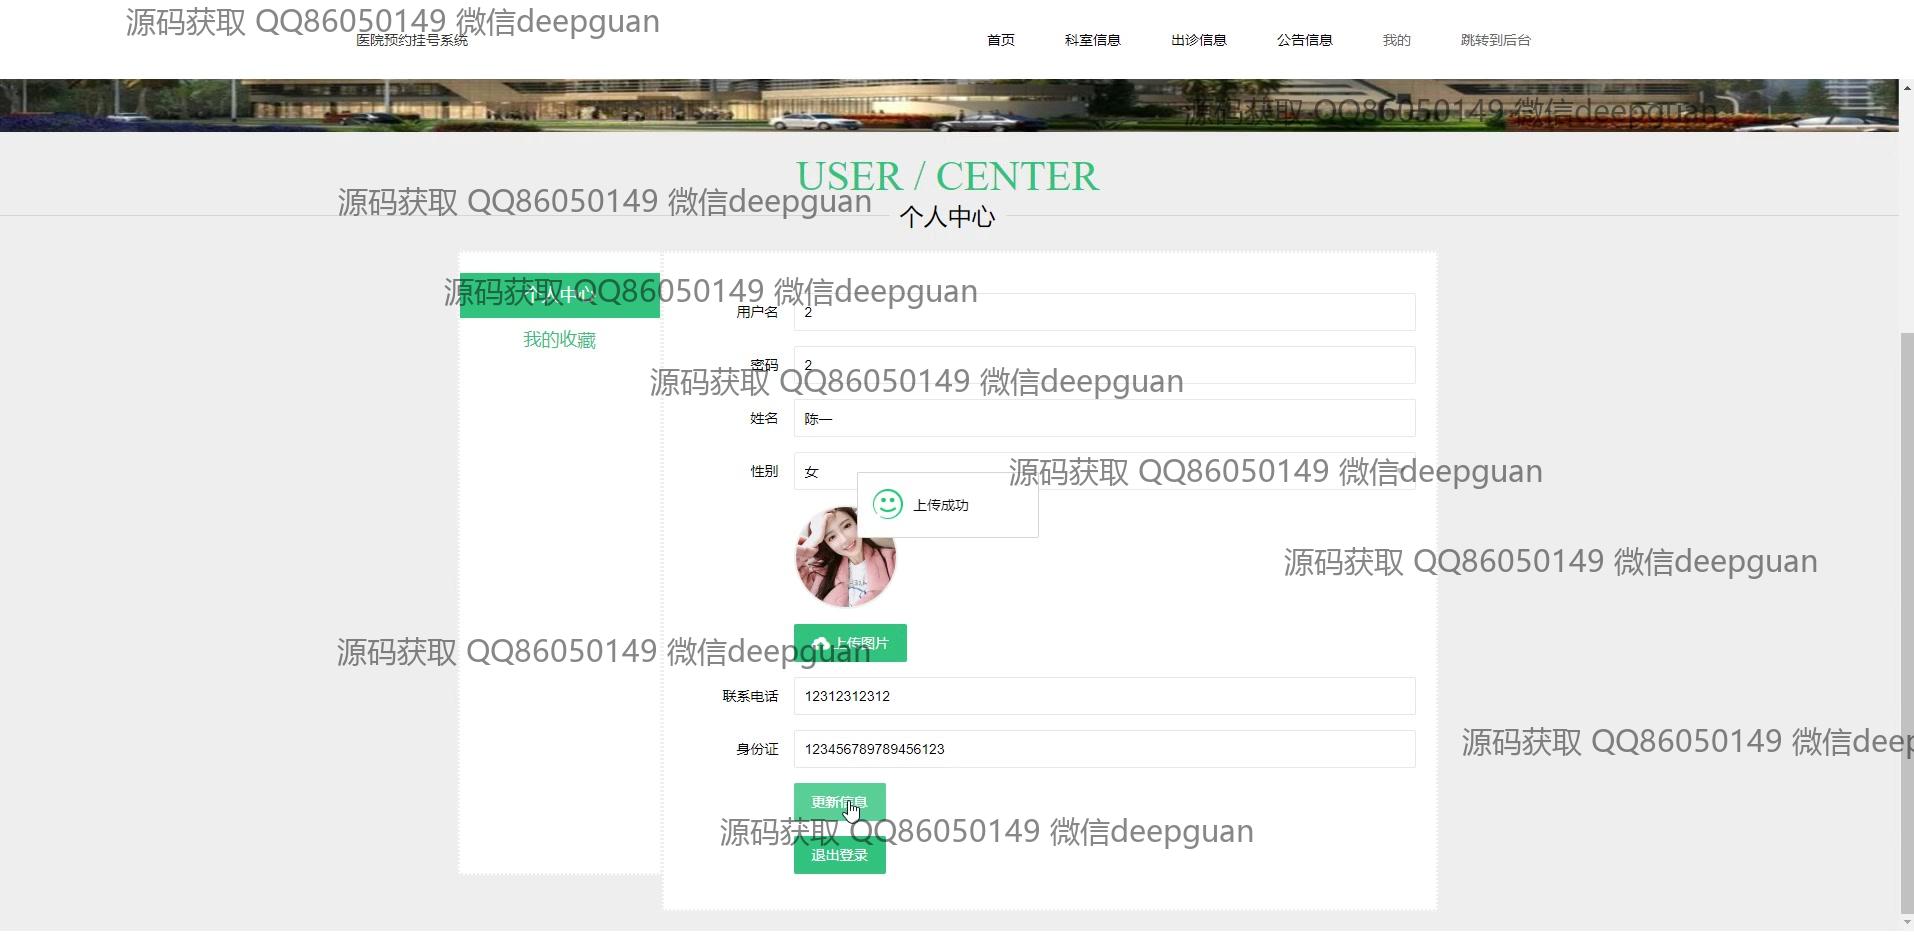 源码获取 QQ86050149 微信deepguan
医院预约挂号系统
首页 科室信息 出诊信息 公告信息 我的 跳转到后台
源码获取 QQ86050149 微信deepguan
USER / CENTER
源码获取 QQ86050149 微信deepguan
个人中心
个人中心
源码获取 QQ86050149 微信deepguan
用户名 2
我的收藏
密码 2
源码获取 QQ86050149 微信deepguan
姓名 陈一
性别 女
源码获取 QQ86050149 微信deepguan
上传成功
源码获取 QQ86050149 微信deepguan
上传图片
源码获取 QQ86050149 微信deepguan
联系电话 12312312312
源码获取 QQ86050149 微信deep
身份证 123456789789456123
更新信息
源码获取 QQ86050149 微信deepguan
退出登录